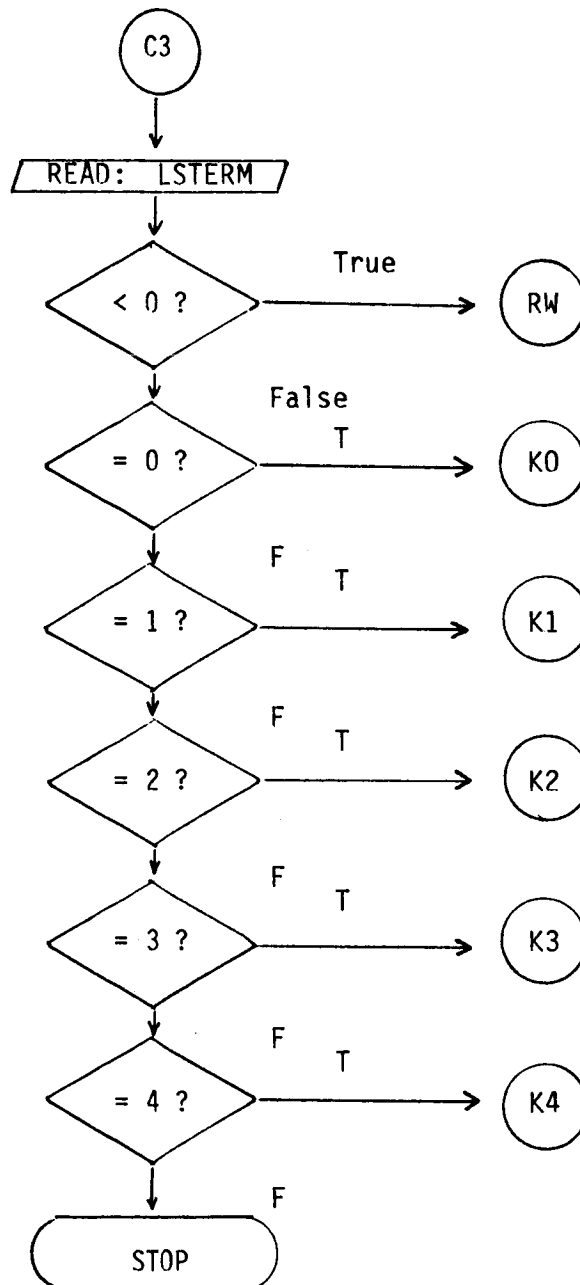 C3
READ: LSTERM
True
< 0 ?
RW
False
T
= 0 ?
K0
F
T
= 1 ?
K1
F
T
= 2 ?
K2
F
T
= 3 ?
K3
F
T
= 4 ?
K4
F
STOP